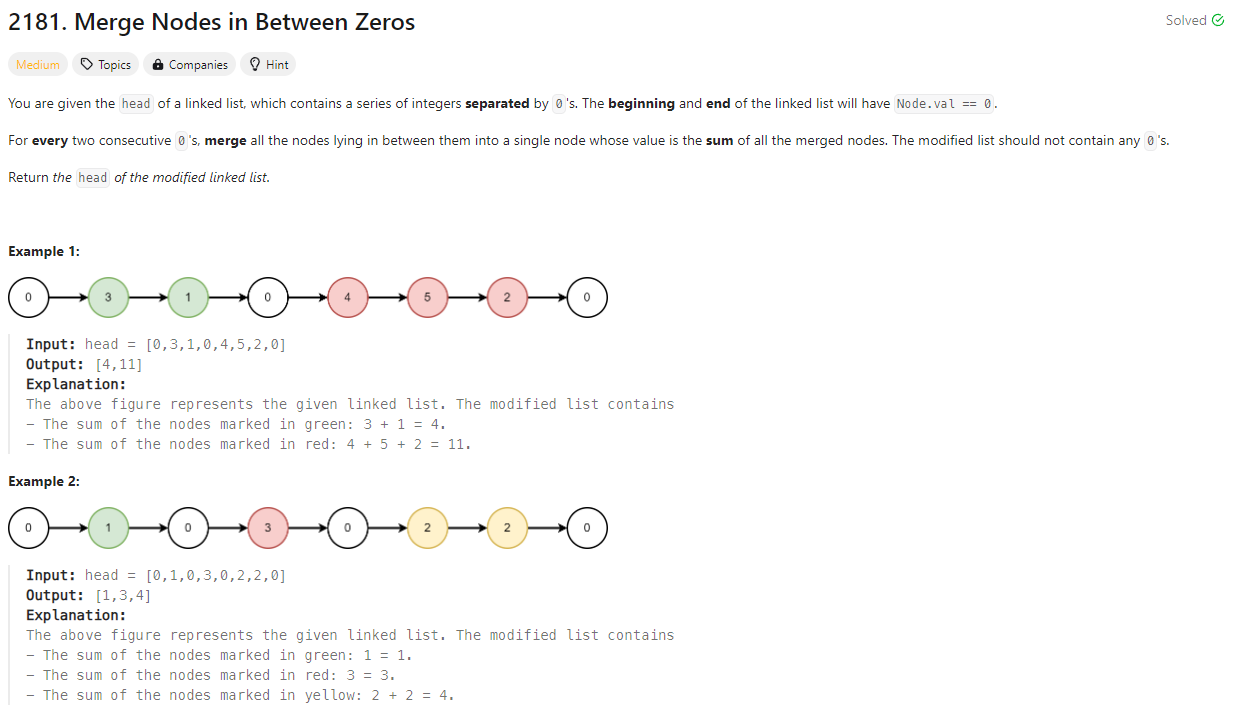 2181. Merge Nodes in Between Zeros
Solved
Medium Topics Companies Hint
You are given the head of a linked list, which contains a series of integers separated by 0's. The beginning and end of the linked list will have Node.val == 0.
For every two consecutive 0's, merge all the nodes lying in between them into a single node whose value is the sum of all the merged nodes. The modified list should not contain any 0's.
Return the head of the modified linked list.
Example 1:
0 3 1 0 4 5 2 0
Input: head = [0,3,1,0,4,5,2,0]
Output: [4,11]
Explanation:
The above figure represents the given linked list. The modified list contains
- The sum of the nodes marked in green: 3 + 1 = 4.
- The sum of the nodes marked in red: 4 + 5 + 2 = 11.
Example 2:
0 1 0 3 0 2 2 0
Input: head = [0,1,0,3,0,2,2,0]
Output: [1,3,4]
Explanation:
The above figure represents the given linked list. The modified list contains
- The sum of the nodes marked in green: 1 = 1.
- The sum of the nodes marked in red: 3 = 3.
- The sum of the nodes marked in yellow: 2 + 2 = 4.